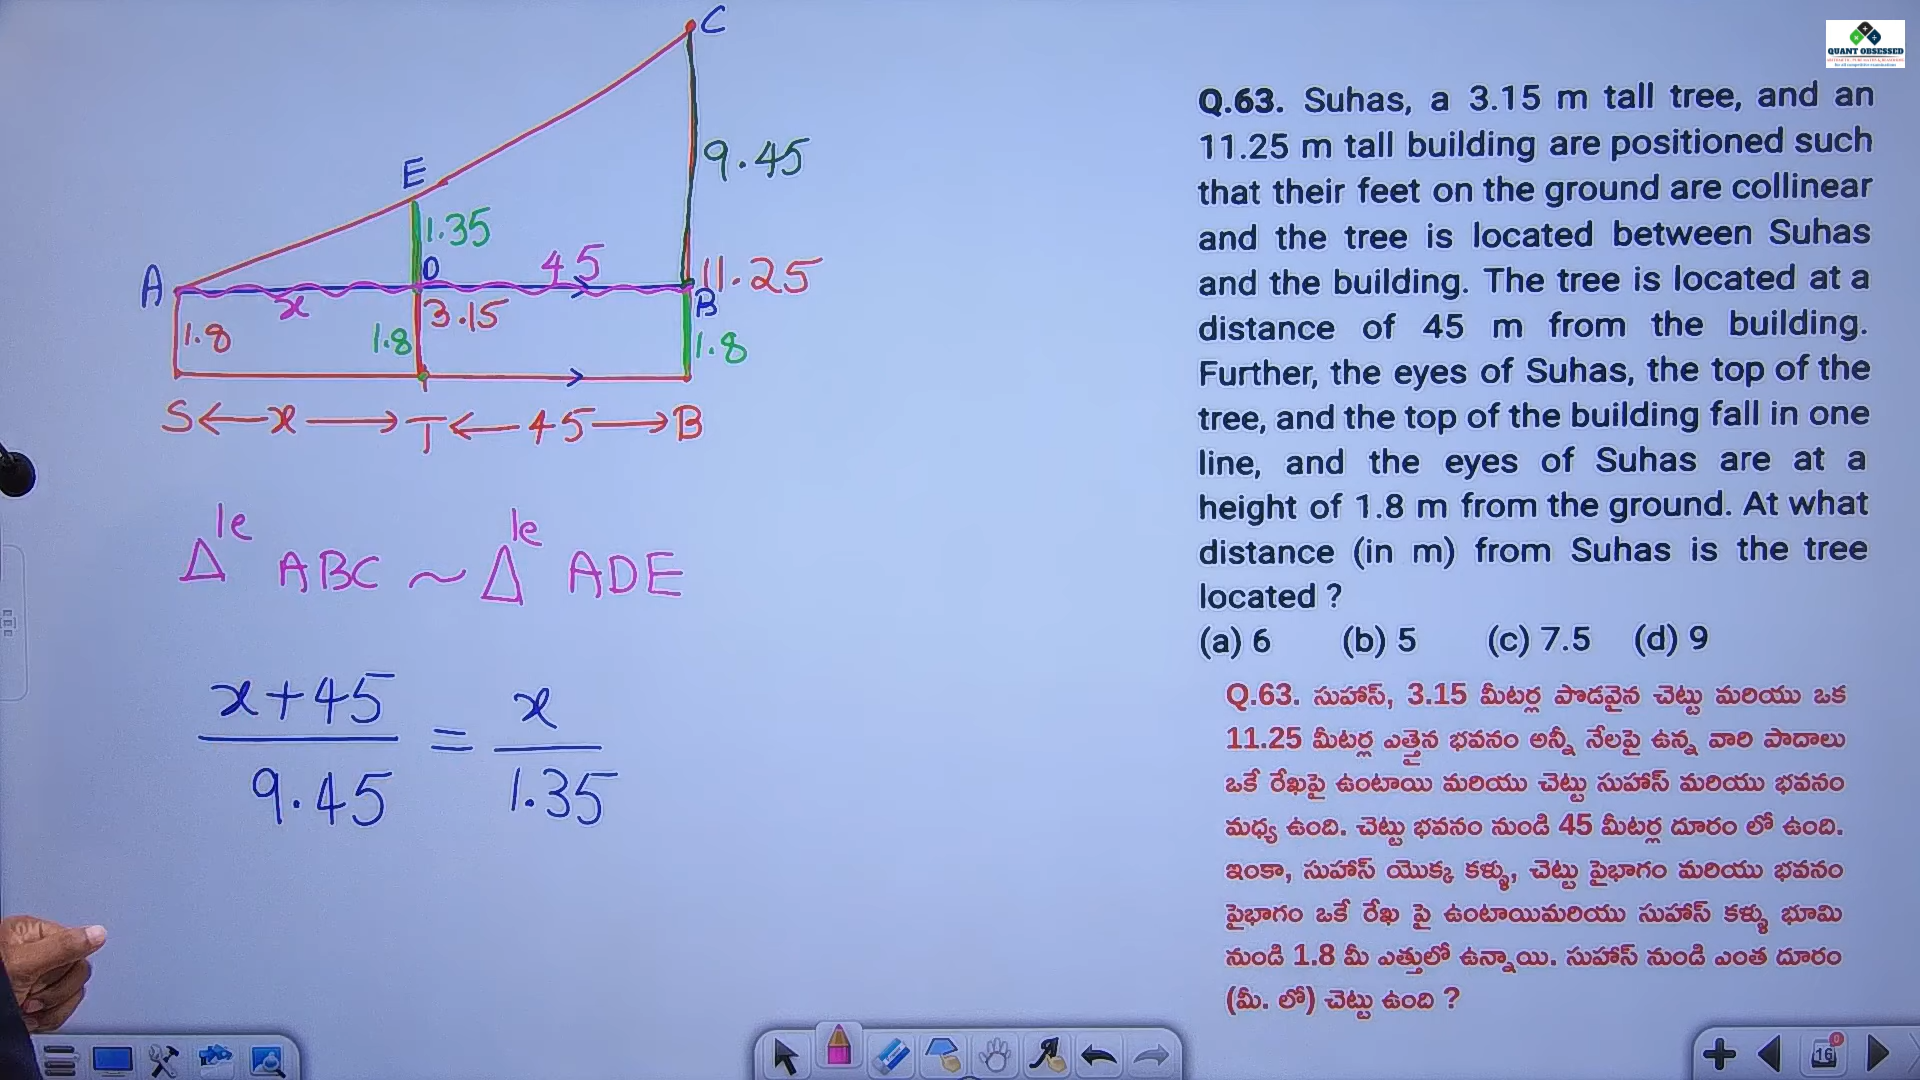 C
QUANT OBSESSED
E
9.45
1.35
D
45
A
x
3.15
11.25
B
1.8
1.8
1.8
S ← x → T ← 45 → B
Δle ABC ~ Δle ADE
x+45 = x
9.45 1.35
Q.63. Suhas, a 3.15 m tall tree, and an
11.25 m tall building are positioned such
that their feet on the ground are collinear
and the tree is located between Suhas
and the building. The tree is located at a
distance of 45 m from the building.
Further, the eyes of Suhas, the top of the
tree, and the top of the building fall in one
line, and the eyes of Suhas are at a
height of 1.8 m from the ground. At what
distance (in m) from Suhas is the tree
located ?
(a) 6 (b) 5 (c) 7.5 (d) 9
Q.63. సుహాస్, 3.15 మీటర్ల పొడవైన చెట్టు మరియు ఒక
11.25 మీటర్ల ఎత్తైన భవనం అన్నీ నేలపై ఉన్న వారి పాదాలు
ఒకే రేఖపై ఉంటాయి మరియు చెట్టు సుహాస్ మరియు భవనం
మధ్య ఉంది. చెట్టు భవనం నుండి 45 మీటర్ల దూరం లో ఉంది.
ఇంకా, సుహాస్ యొక్క కళ్ళు, చెట్టు పైభాగం మరియు భవనం
పైభాగం ఒకే రేఖ పై ఉంటాయిమరియు సుహాస్ కళ్ళు భూమి
నుండి 1.8 మీ ఎత్తులో ఉన్నాయి. సుహాస్ నుండి ఎంత దూరం
(మీ. లో) చెట్టు ఉంది ?
16
0